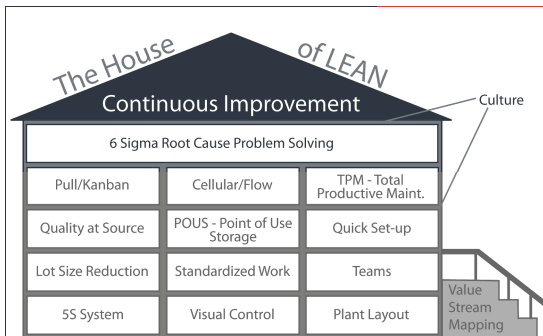 The House of LEAN
Continuous Improvement
Culture
6 Sigma Root Cause Problem Solving
Pull/Kanban
Cellular/Flow
TPM - Total
Productive Maint.
Quality at Source
POUS - Point of Use
Storage
Quick Set-up
Lot Size Reduction
Standardized Work
Teams
5S System
Visual Control
Plant Layout
Value
Stream
Mapping